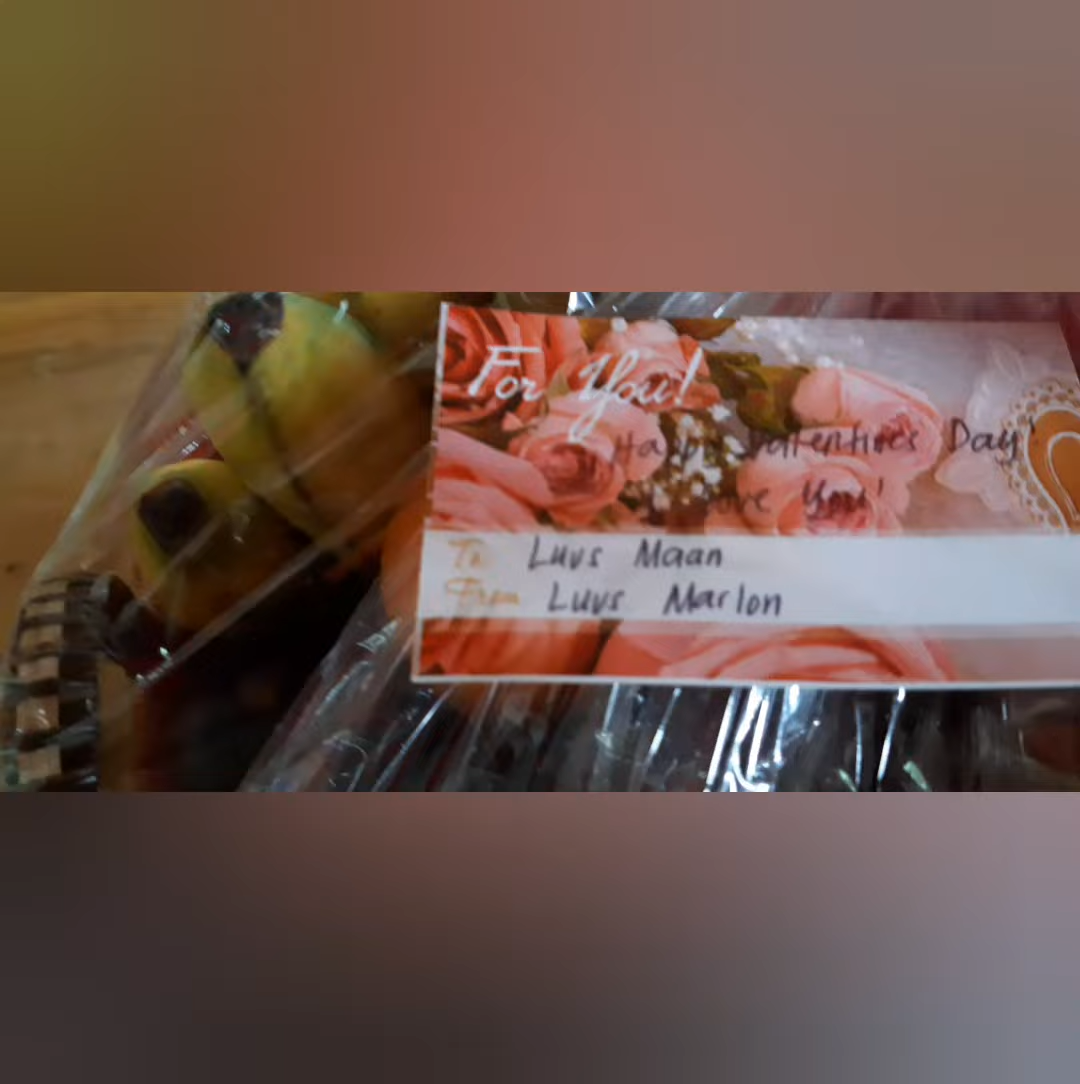 For You!
Happy Valentines Day!
Love You!
To Luvs Maan
From Luvs Marlon